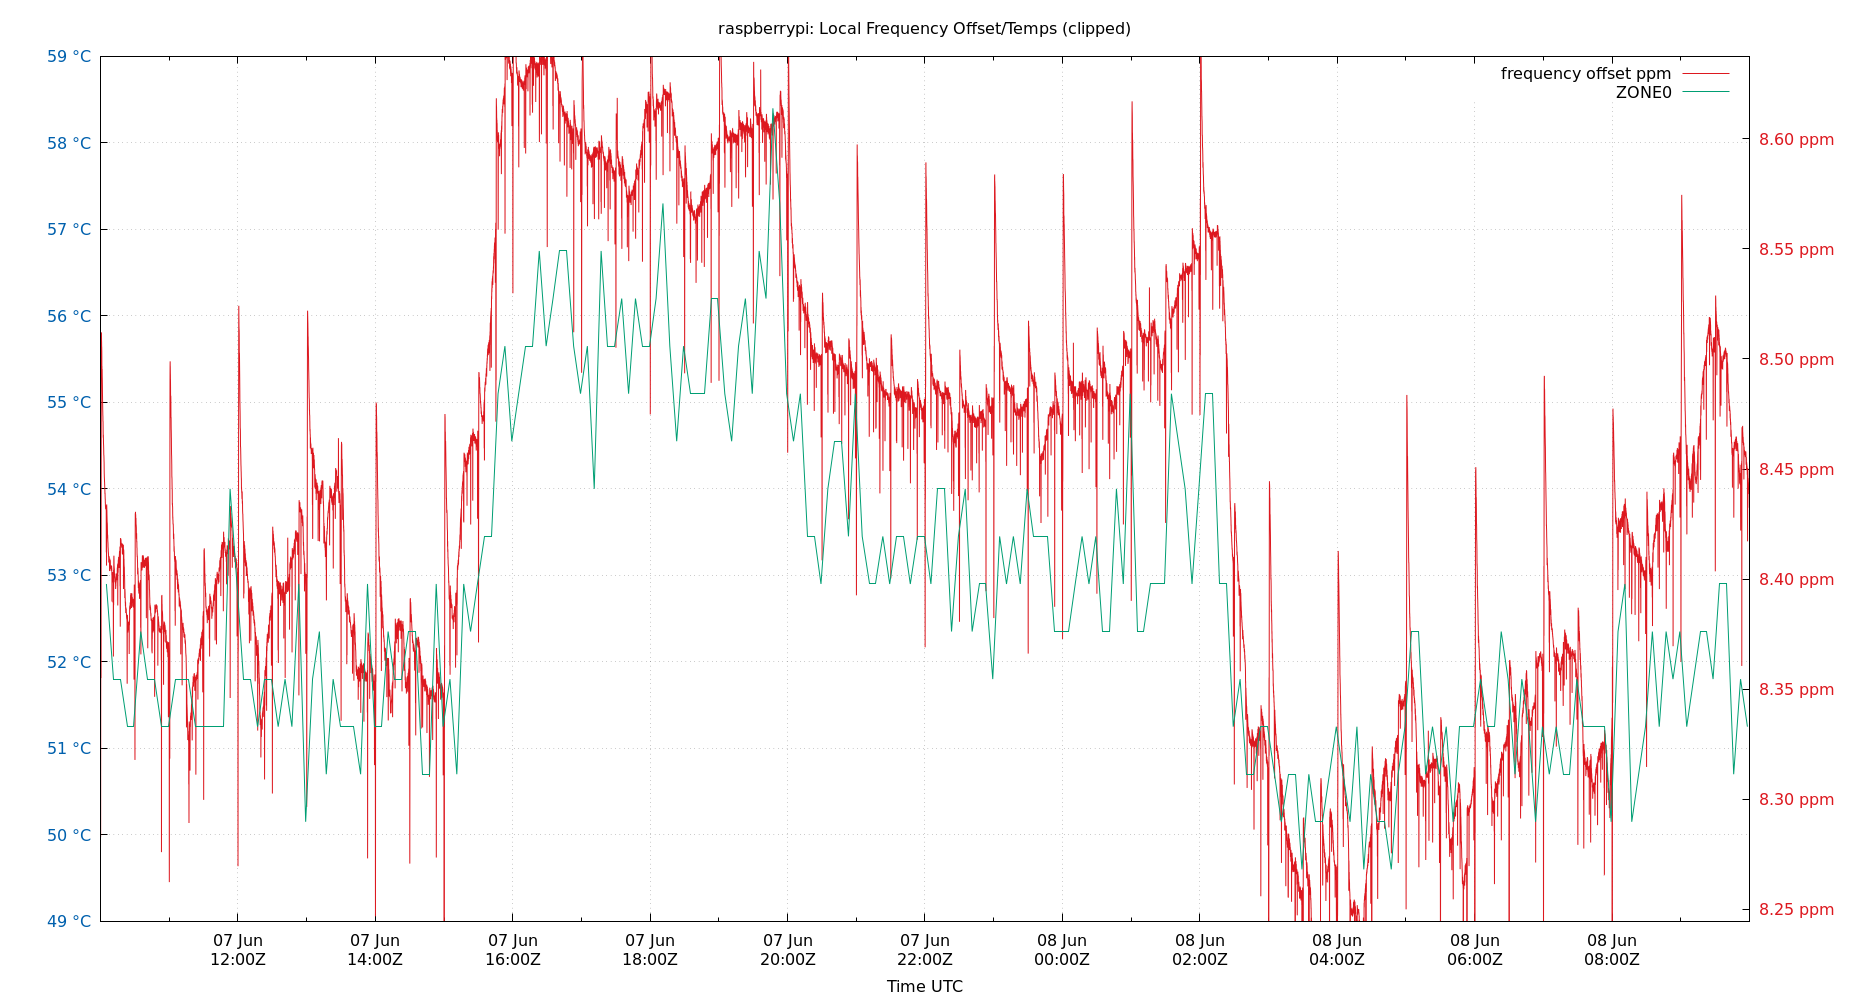 raspberrypi: Local Frequency Offset/Temps (clipped)
frequency offset ppm
ZONE0
59 °C
58 °C
57 °C
56 °C
55 °C
54 °C
53 °C
52 °C
51 °C
50 °C
49 °C
8.60 ppm
8.55 ppm
8.50 ppm
8.45 ppm
8.40 ppm
8.35 ppm
8.30 ppm
8.25 ppm
07 Jun
12:00Z
07 Jun
14:00Z
07 Jun
16:00Z
07 Jun
18:00Z
07 Jun
20:00Z
07 Jun
22:00Z
08 Jun
00:00Z
08 Jun
02:00Z
08 Jun
04:00Z
08 Jun
06:00Z
08 Jun
08:00Z
Time UTC